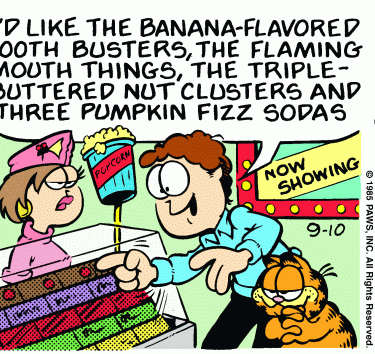 'D LIKE THE BANANA-FLAVORED
OOTH BUSTERS, THE FLAMING
MOUTH THINGS, THE TRIPLE-
BUTTERED NUT CLUSTERS AND
THREE PUMPKIN FIZZ SODAS
POPCORN
NOW
SHOWING
9-10
© 1985 PAWS, INC. All Rights Reserved.